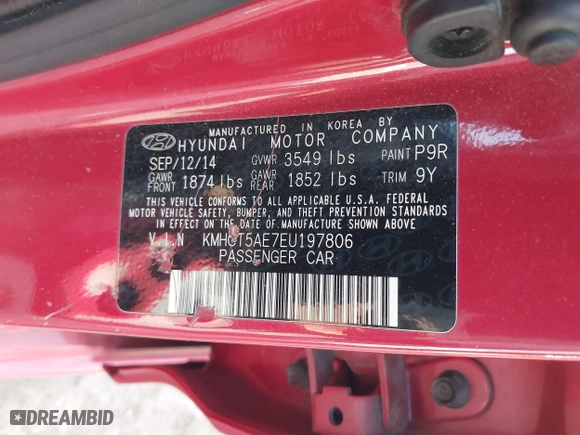 MANUFACTURED IN KOREA BY
HYUNDAI MOTOR COMPANY
SEP/12/14 GVWR 3549 lbs PAINT P9R
GAWR FRONT 1874 lbs GAWR REAR 1852 lbs TRIM 9Y
THIS VEHICLE CONFORMS TO ALL APPLICABLE U.S.A. FEDERAL
MOTOR VEHICLE SAFETY, BUMPER, AND THEFT PREVENTION STANDARDS
IN EFFECT ON THE DATE OF MANUFACTURE SHOWN ABOVE.
V.I.N KMHCT5AE7EU197806
PASSENGER CAR
DREAMBID